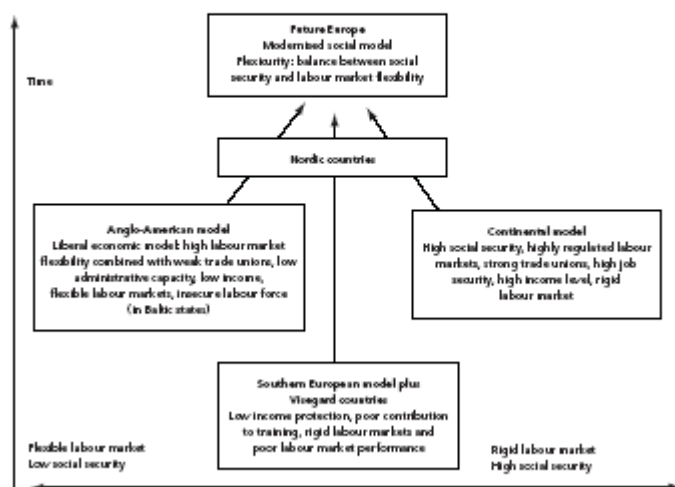 Future Europe
Modernised social model
Flexicurity: balance between social
security and labour market flexibility
Time
Nordic countries
Anglo-American model
Liberal economic model: high labour market
flexibility combined with weak trade unions, low
administrative capacity, low income,
flexible labour markets, insecure labour force
(in Baltic states)
Continental model
High social security, highly regulated labour
markets, strong trade unions, high job
security, high income level, rigid
labour market
Southern European model plus
Visegard countries
Low income protection, poor contribution
to training, rigid labour markets and
poor labour market performance
Flexible labour market
Low social security
Rigid labour market
High social security